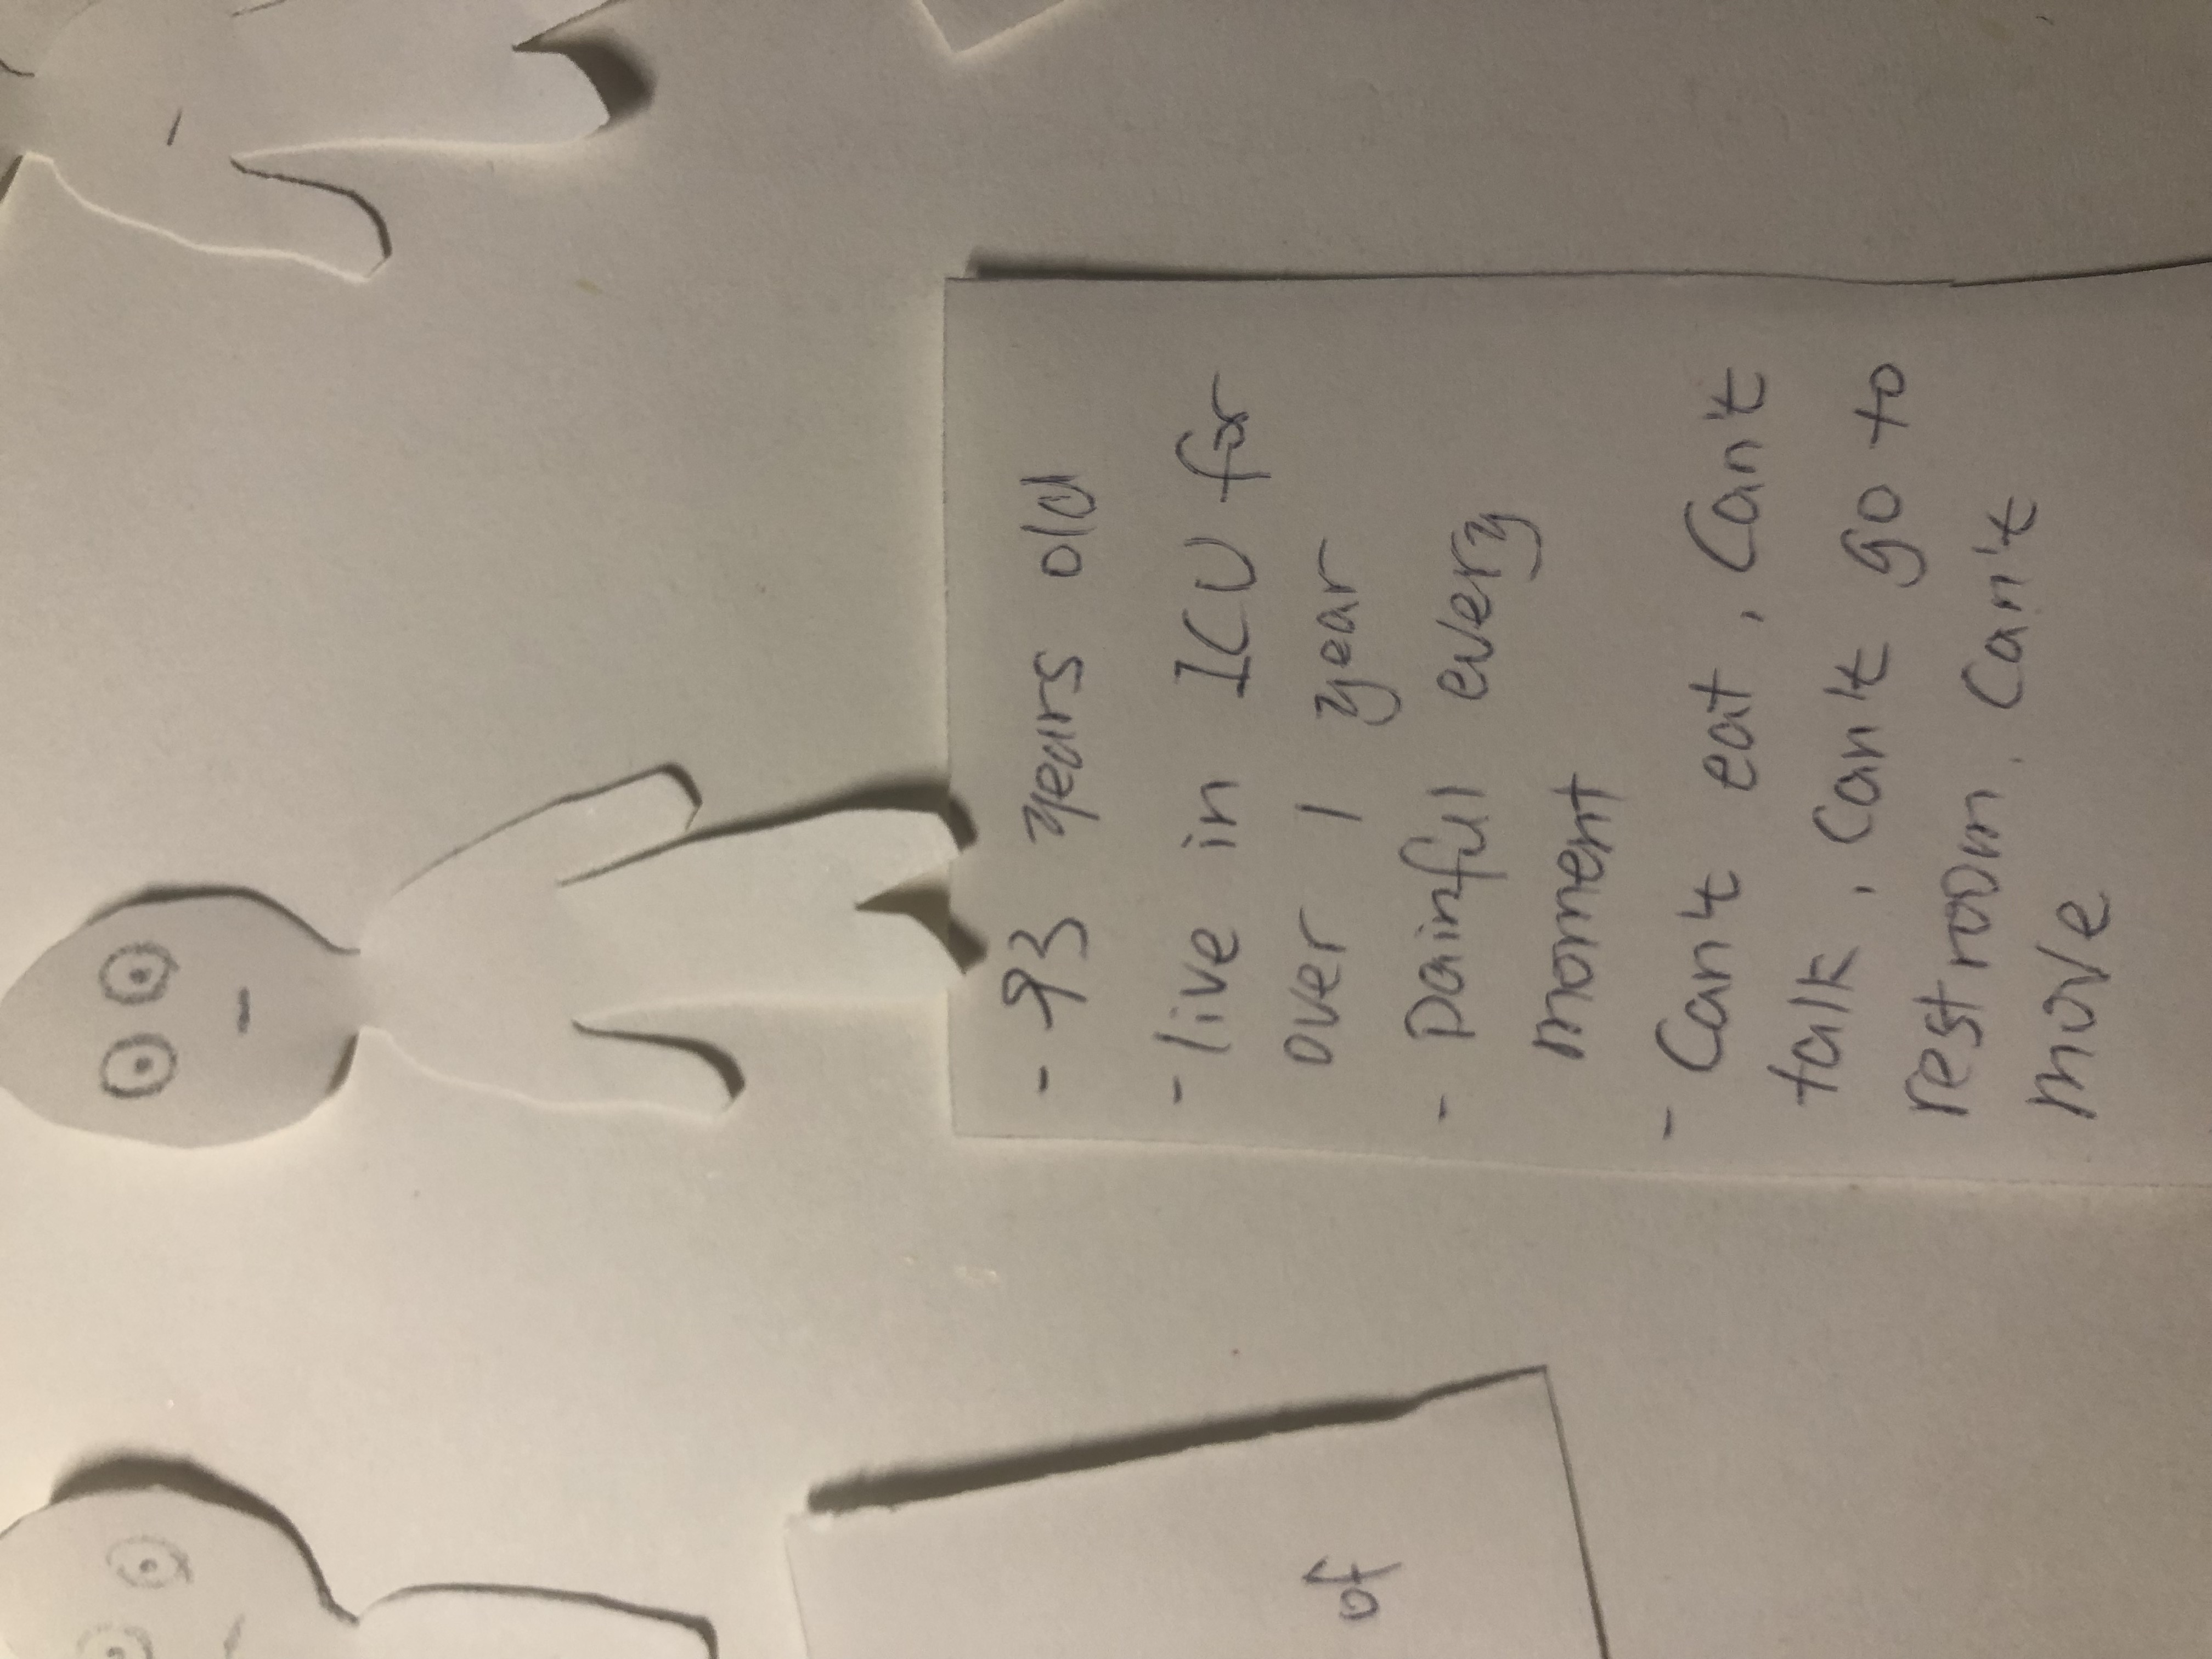 of
- 93 years old
- live in ICU for
over 1 year
- Painful every
moment
- Can't eat, Can't
talk, Can't go to
restroom. Can't
move